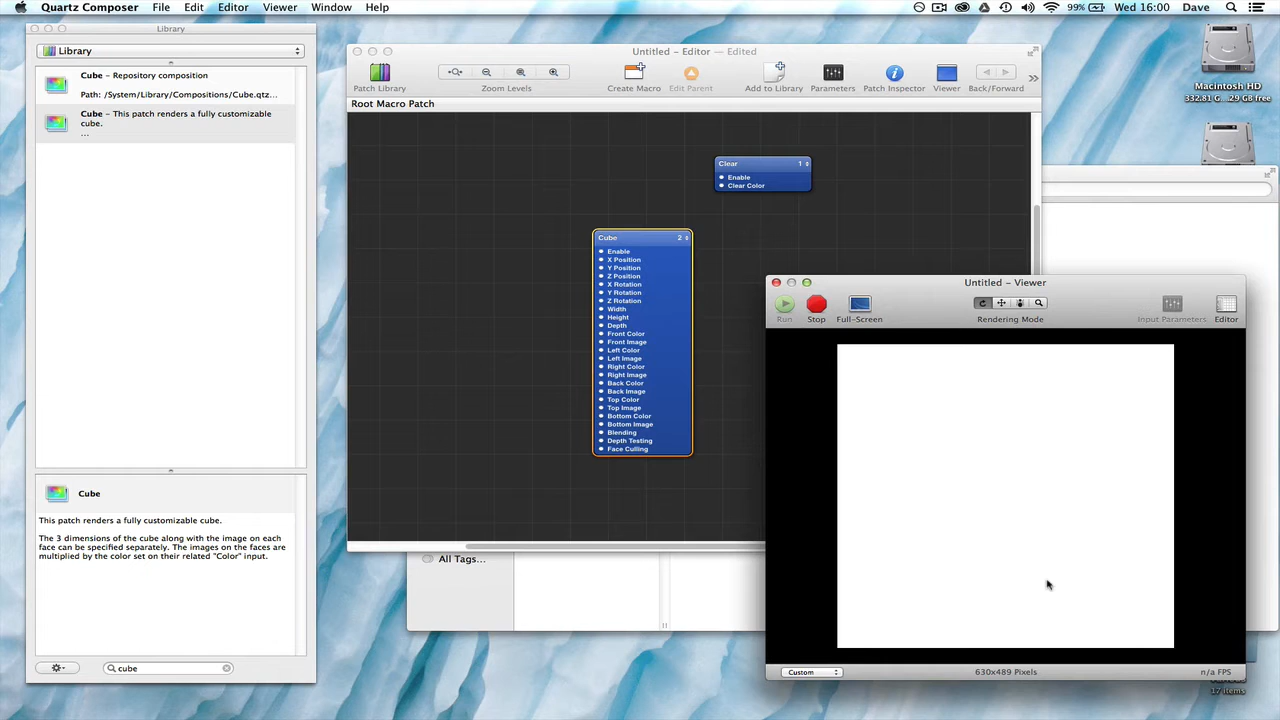 Quartz Composer File Edit Editor Viewer Window Help
99% Wed 16:00 Dave
Library
Library
Cube – Repository composition
Path: /System/Library/Compositions/Cube.qtz...
Cube – This patch renders a fully customizable
cube.
...
Cube
This patch renders a fully customizable cube.
The 3 dimensions of the cube along with the image on each
face can be specified separately. The images on the faces are
multiplied by the color set on their related "Color" input.
cube
Untitled – Editor — Edited
Patch Library
Zoom Levels
Create Macro
Edit Parent
Add to Library
Parameters
Patch Inspector
Viewer
Back/Forward
Root Macro Patch
Clear 1
Enable
Clear Color
Cube 2
Enable
X Position
Y Position
Z Position
X Rotation
Y Rotation
Z Rotation
Width
Height
Depth
Front Color
Front Image
Left Color
Left Image
Right Color
Right Image
Back Color
Back Image
Top Color
Top Image
Bottom Color
Bottom Image
Blending
Depth Testing
Face Culling
All Tags...
Untitled – Viewer
Run
Stop
Full-Screen
Rendering Mode
Input Parameters
Editor
Custom
630x489 Pixels
n/a FPS
Macintosh HD
332.81 G...29 GB free
17 items